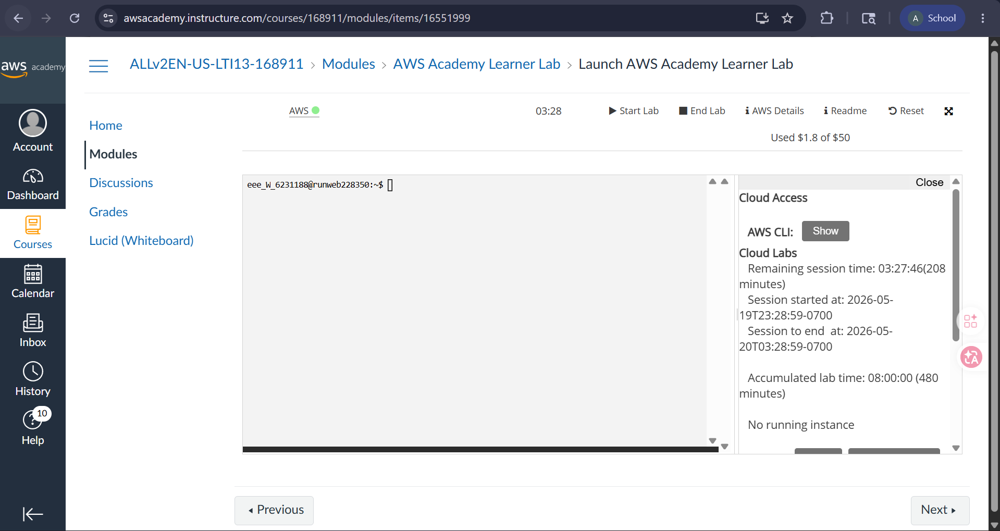 awsacademy.instructure.com/courses/168911/modules/items/16551999
A School
aws academy
Account
Dashboard
Courses
Calendar
Inbox
History
10
Help
ALLv2EN-US-LTI13-168911 > Modules > AWS Academy Learner Lab > Launch AWS Academy Learner Lab
Home
Modules
Discussions
Grades
Lucid (Whiteboard)
AWS
03:28
Start Lab
End Lab
AWS Details
Readme
Reset
Used $1.8 of $50
eee_W_6231188@runweb228350:~$
Close
Cloud Access
AWS CLI: Show
Cloud Labs
Remaining session time: 03:27:46(208
minutes)
Session started at: 2026-05-
19T23:28:59-0700
Session to end at: 2026-05-
20T03:28:59-0700
Accumulated lab time: 08:00:00 (480
minutes)
No running instance
Previous
Next